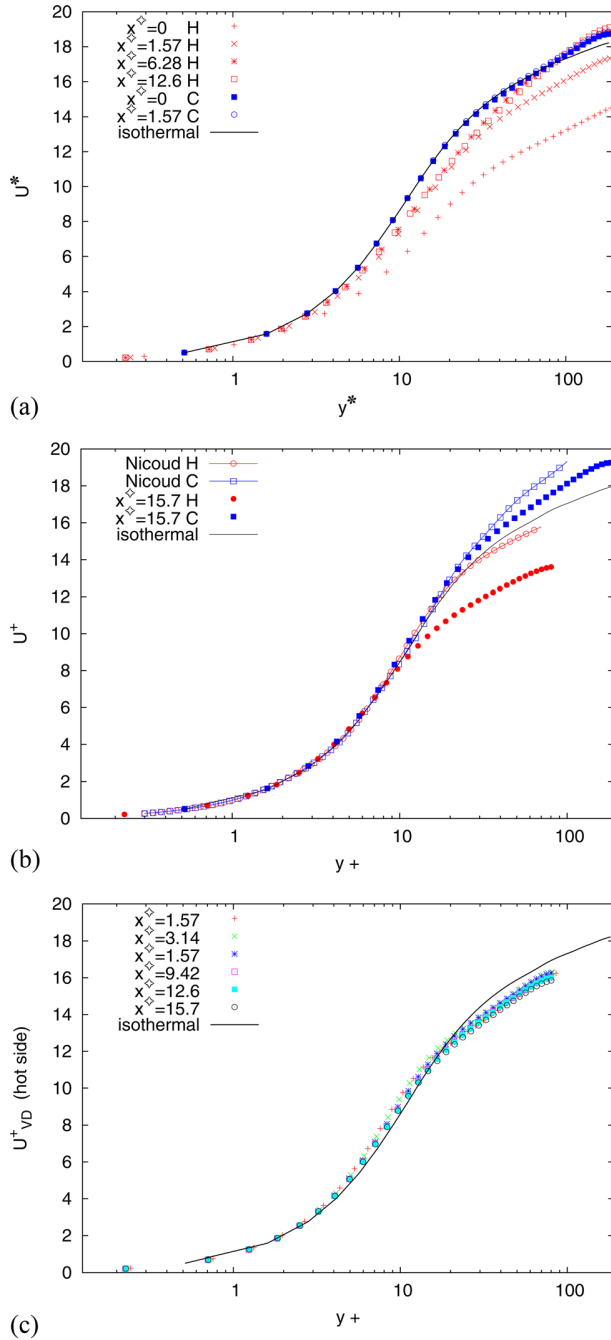 20
18
16
14
12
10
8
6
4
2
0
U*
x✧=0 H
x✧=1.57 H
x✧=6.28 H
x✧=12.6 H
x✧=0 C
x✧=1.57 C
isothermal
1 10 100
(a) y*
20
18
16
14
12
10
8
6
4
2
0
U+
Nicoud H
Nicoud C
x✧=15.7 H
x✧=15.7 C
isothermal
1 10 100
(b) y +
20
18
16
14
12
10
8
6
4
2
0
U+VD (hot side)
x✧=1.57
x✧=3.14
x✧=1.57
x✧=9.42
x✧=12.6
x✧=15.7
isothermal
1 10 100
(c) y +